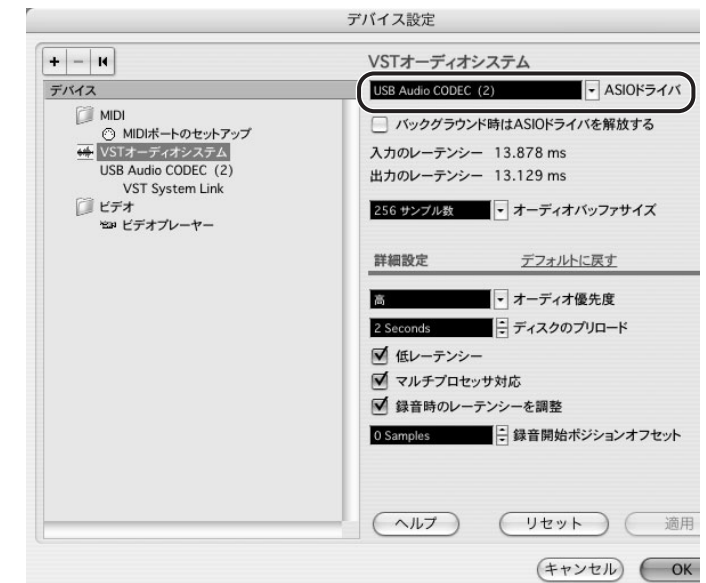 デバイス設定
デバイス
MIDI
MIDIポートのセットアップ
VSTオーディオシステム
USB Audio CODEC (2)
VST System Link
ビデオ
ビデオプレーヤー
VSTオーディオシステム
USB Audio CODEC (2) ASIOドライバ
バックグラウンド時はASIOドライバを解放する
入力のレーテンシー 13.878 ms
出力のレーテンシー 13.129 ms
256 サンプル数 オーディオバッファサイズ
詳細設定 デフォルトに戻す
高 オーディオ優先度
2 Seconds ディスクのプリロード
低レーテンシー
マルチプロセッサ対応
録音時のレーテンシーを調整
0 Samples 録音開始ポジションオフセット
ヘルプ リセット 適用
キャンセル OK